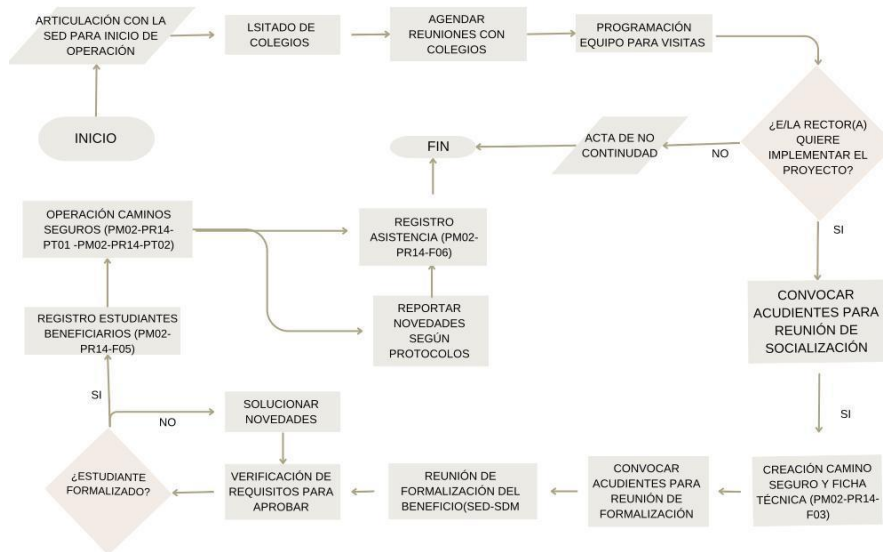 ARTICULACIÓN CON LA
SED PARA INICIO DE
OPERACIÓN
LSITADO DE
COLEGIOS
AGENDAR
REUNIONES CON
COLEGIOS
PROGRAMACIÓN
EQUIPO PARA VISITAS
INICIO
FIN
ACTA DE NO
CONTINUDAD
NO
¿E/LA RECTOR(A)
QUIERE
IMPLEMENTAR EL
PROYECTO?
SI
OPERACIÓN CAMINOS
SEGUROS (PM02-PR14-
PT01 -PM02-PR14-PT02)
REGISTRO
ASISTENCIA (PM02-
PR14-F06)
CONVOCAR
ACUDIENTES PARA
REUNIÓN DE
SOCIALIZACIÓN
REGISTRO ESTUDIANTES
BENEFICIARIOS (PM02-
PR14-F05)
REPORTAR
NOVEDADES
SEGÚN
PROTOCOLOS
SI
SI
NO
SOLUCIONAR
NOVEDADES
¿ESTUDIANTE
FORMALIZADO?
VERIFICACIÓN DE
REQUISITOS PARA
APROBAR
REUNIÓN DE
FORMALIZACIÓN DEL
BENEFICIO(SED-SDM
CONVOCAR
ACUDIENTES PARA
REUNIÓN DE
FORMALIZACIÓN
CREACIÓN CAMINO
SEGURO Y FICHA
TÉCNICA (PM02-PR14-
F03)